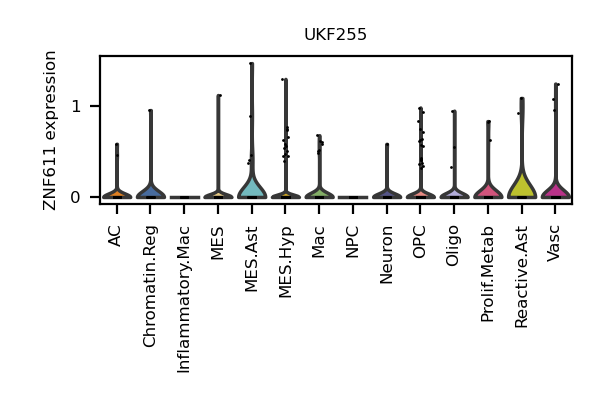 UKF255
ZNF611 expression
1
0
AC
Chromatin.Reg
Inflammatory.Mac
MES
MES.Ast
MES.Hyp
Mac
NPC
Neuron
OPC
Oligo
Prolif.Metab
Reactive.Ast
Vasc